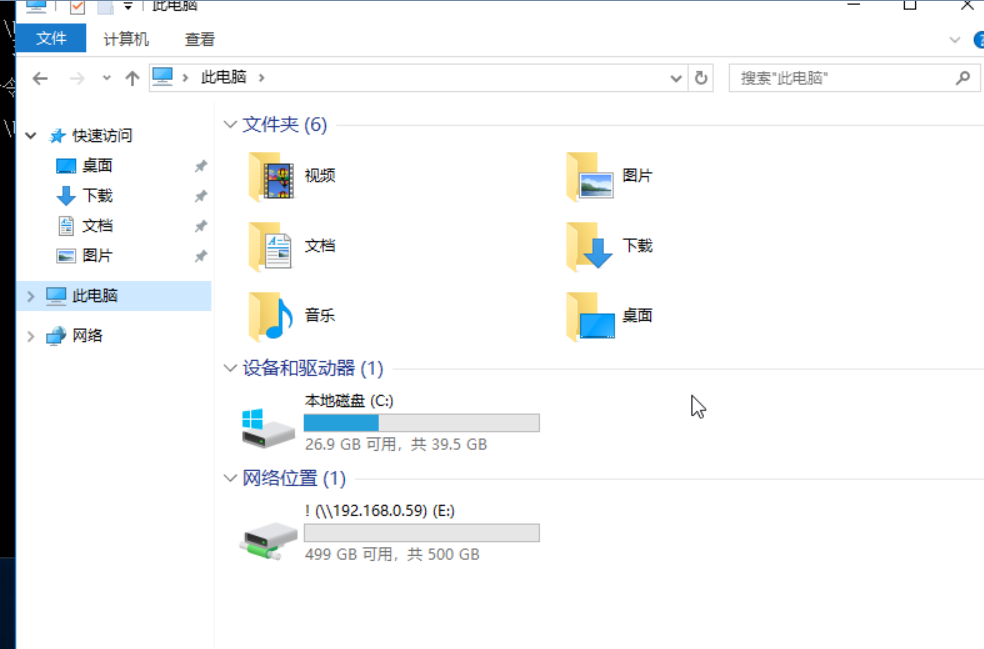 此电脑
文件 计算机 查看
此电脑 搜索"此电脑"
快速访问
桌面
下载
文档
图片
此电脑
网络
文件夹 (6)
视频 图片
文档 下载
音乐 桌面
设备和驱动器 (1)
本地磁盘 (C:)
26.9 GB 可用，共 39.5 GB
网络位置 (1)
! (\\192.168.0.59) (E:)
499 GB 可用，共 500 GB